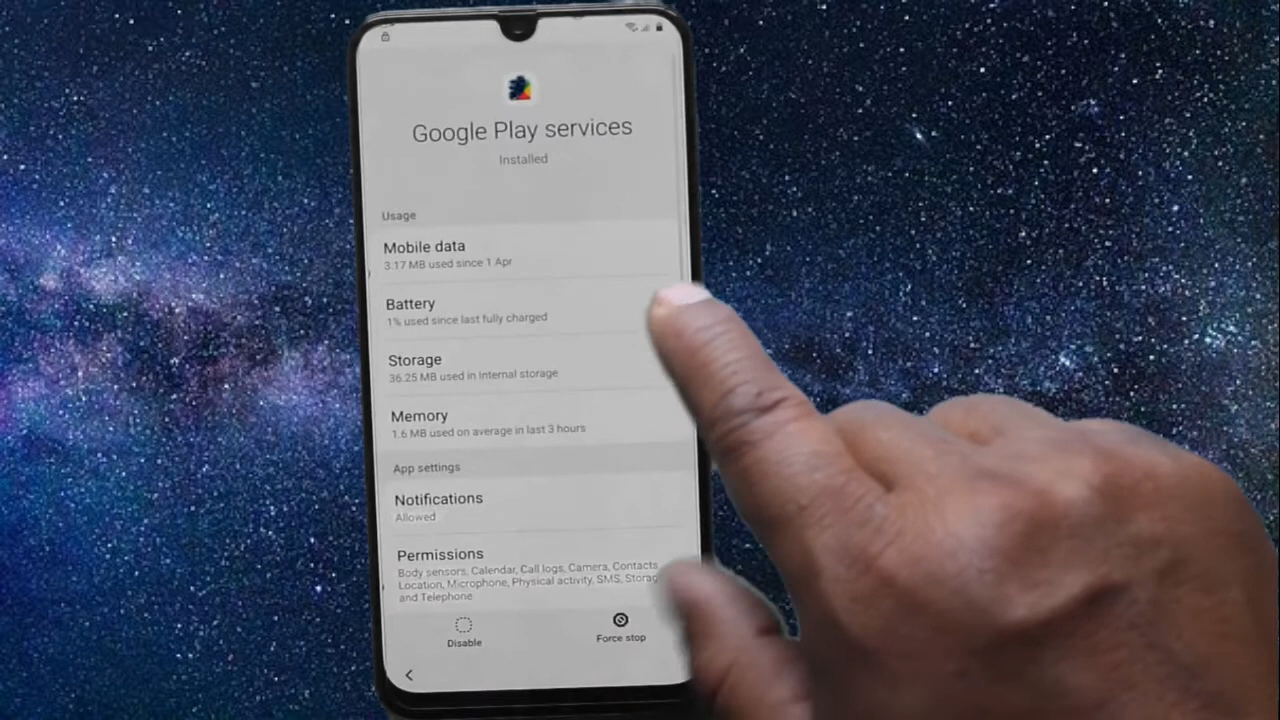 Google Play services
Installed
Usage
Mobile data
3.17 MB used since 1 Apr
Battery
1% used since last fully charged
Storage
36.25 MB used in Internal storage
Memory
1.6 MB used on average in last 3 hours
App settings
Notifications
Allowed
Permissions
Body sensors, Calendar, Call logs, Camera, Contacts
Location, Microphone, Physical activity, SMS, Storag
and Telephone
Disable
Force stop